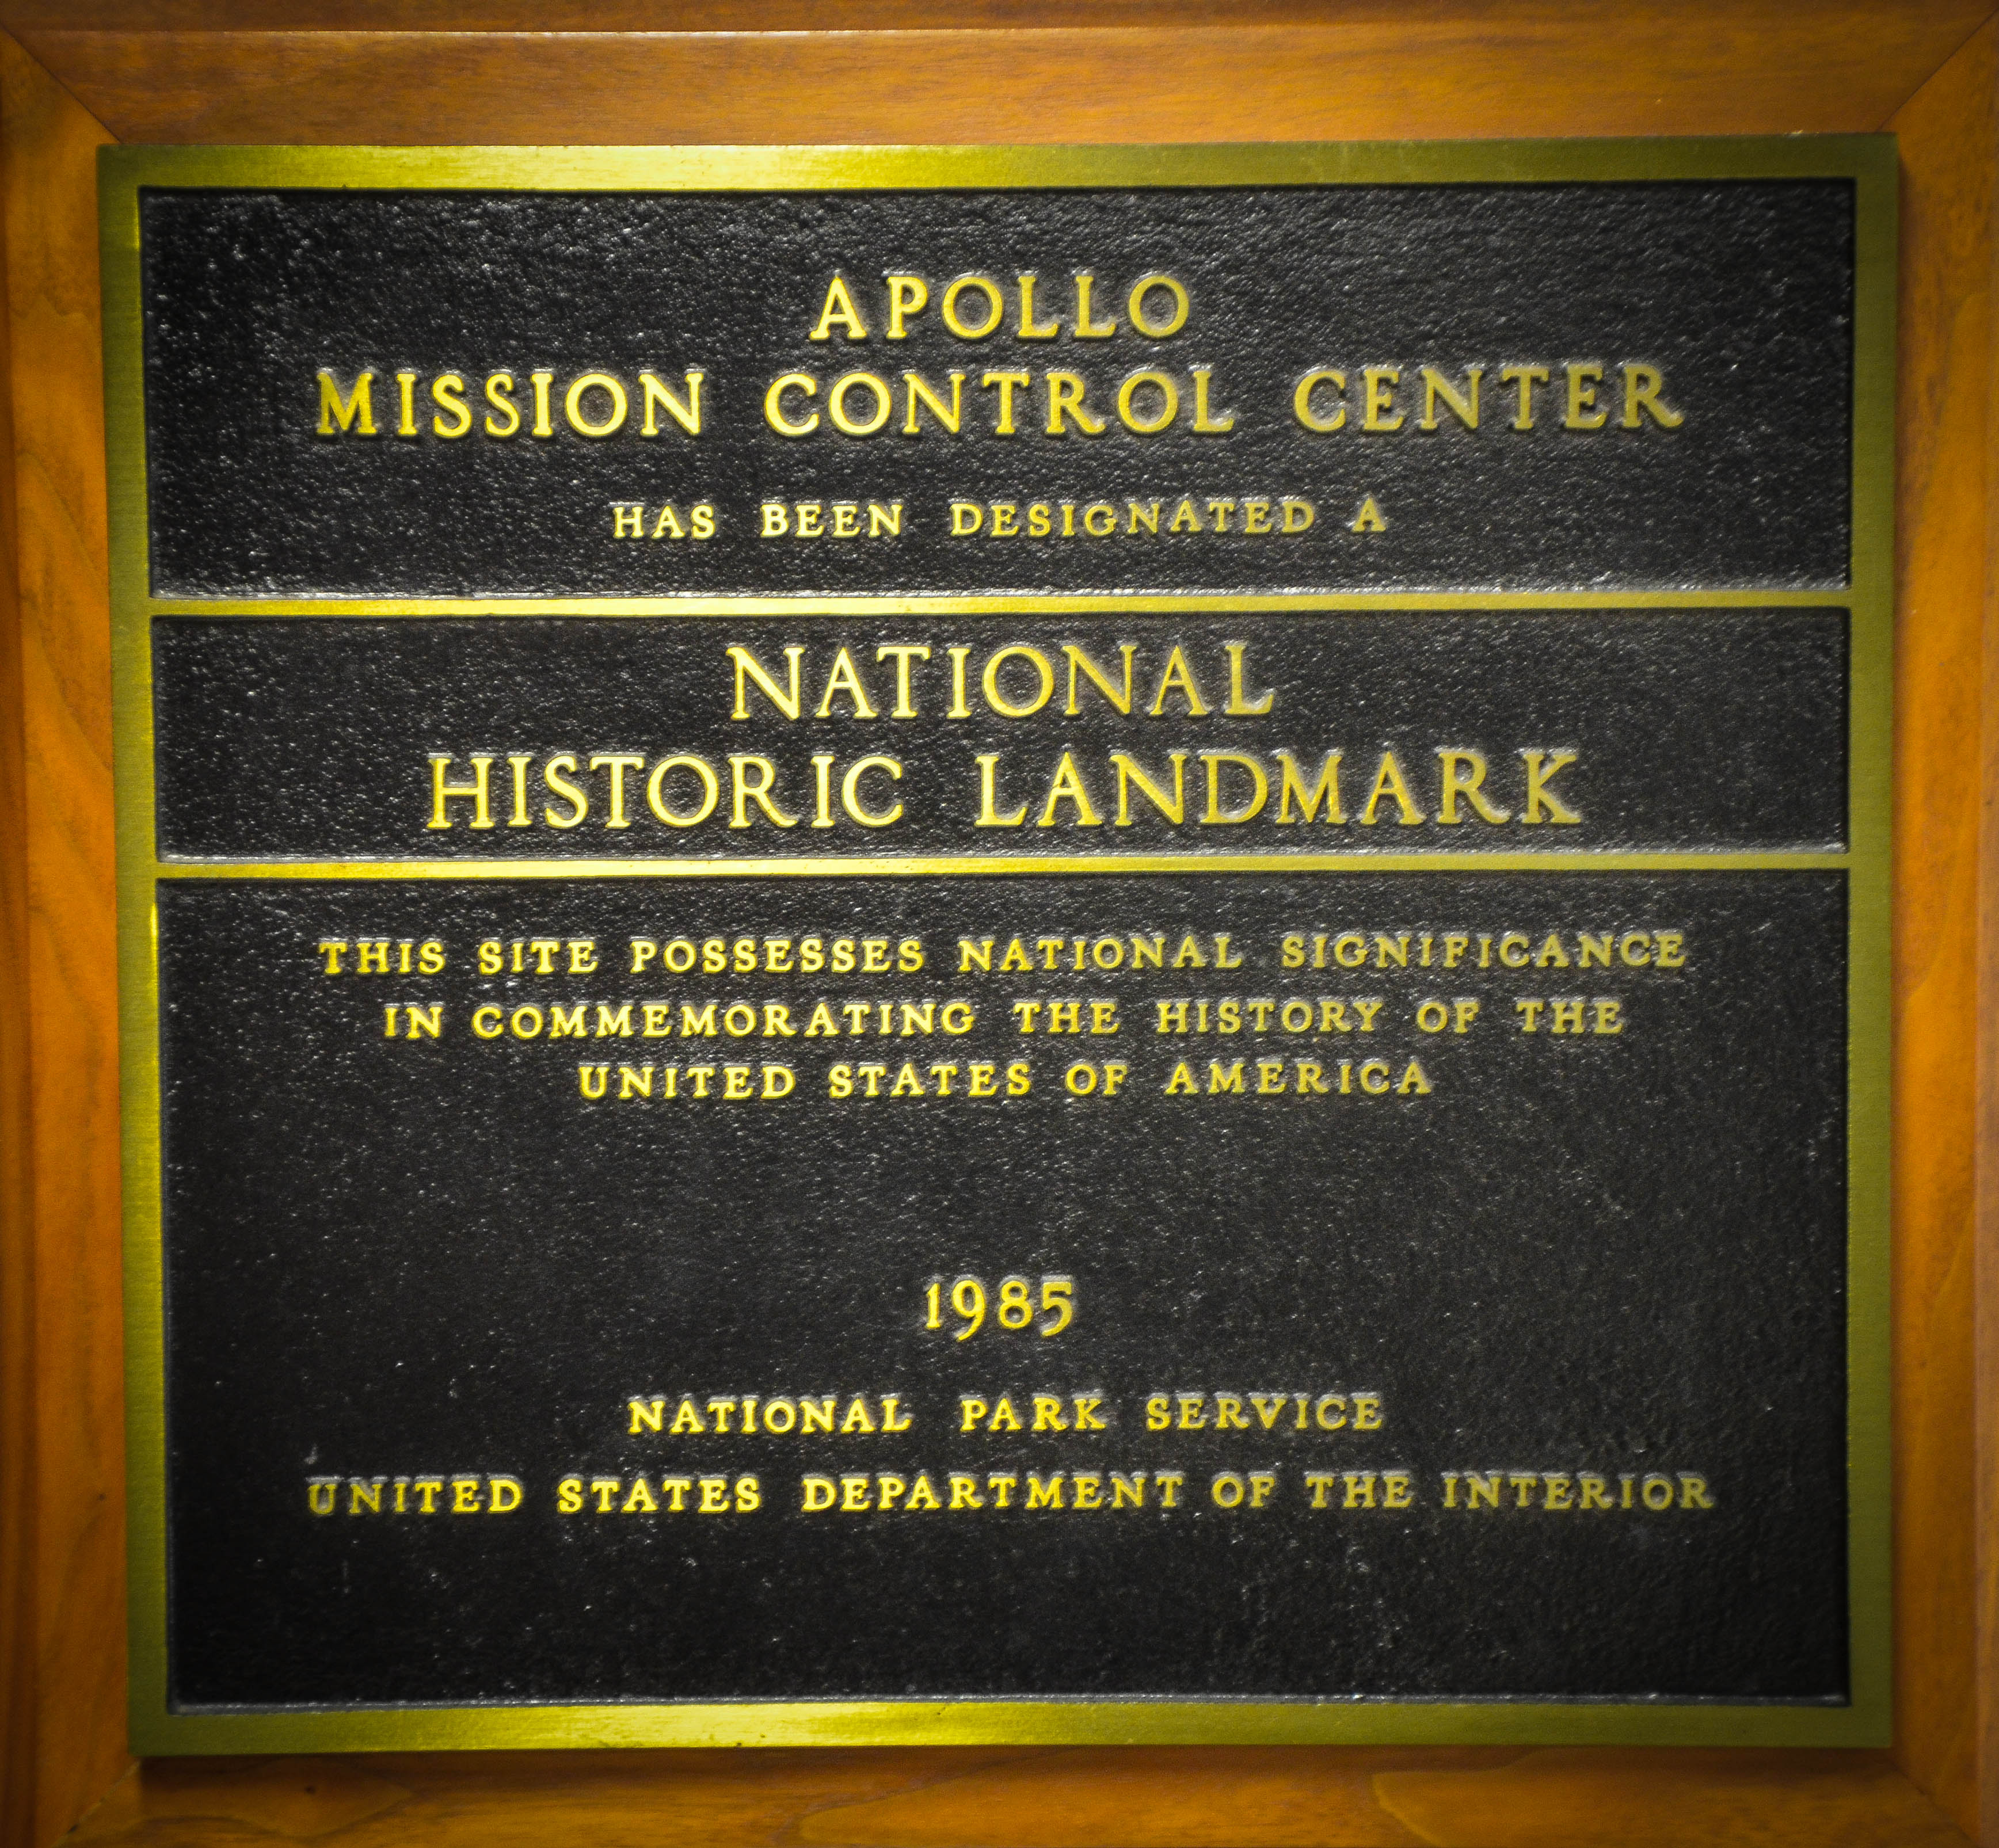 APOLLO
MISSION CONTROL CENTER
HAS BEEN DESIGNATED A
NATIONAL
HISTORIC LANDMARK
THIS SITE POSSESSES NATIONAL SIGNIFICANCE
IN COMMEMORATING THE HISTORY OF THE
UNITED STATES OF AMERICA
1985
NATIONAL PARK SERVICE
UNITED STATES DEPARTMENT OF THE INTERIOR